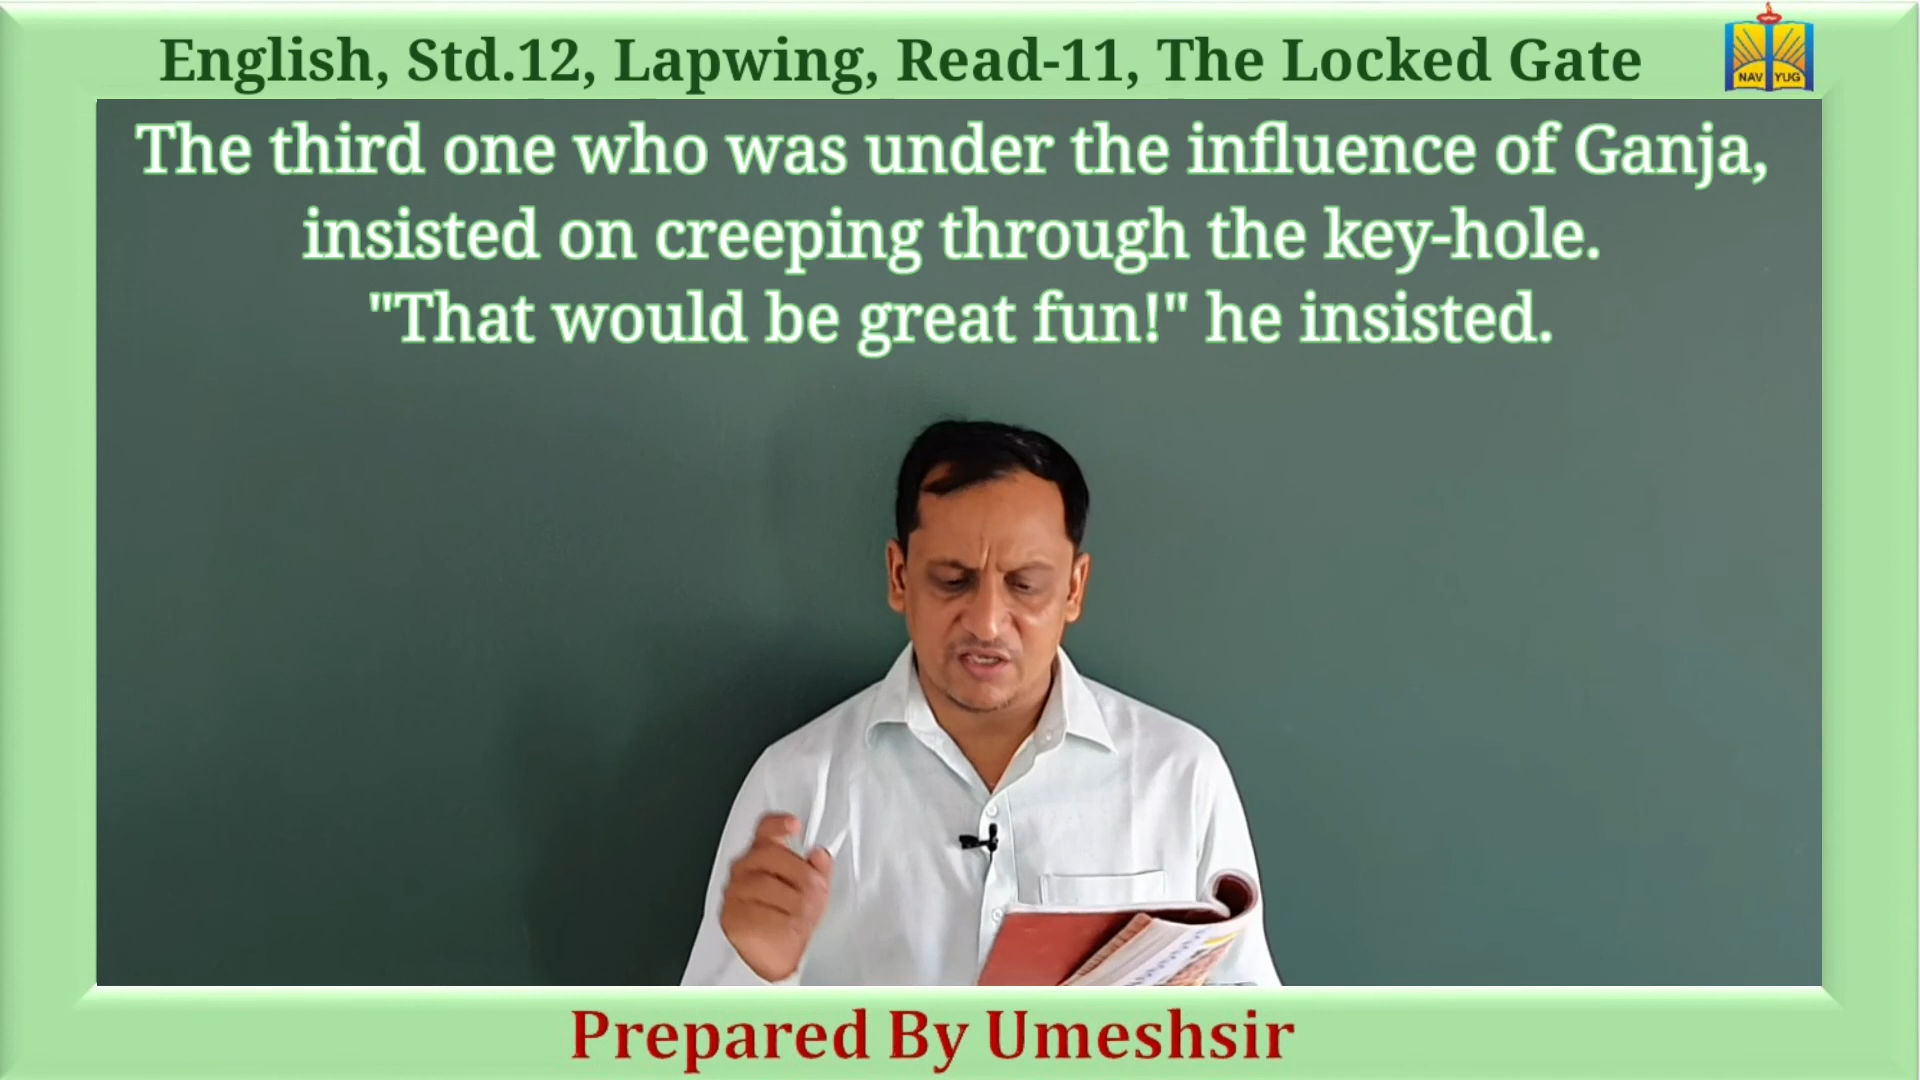 English, Std.12, Lapwing, Read-11, The Locked Gate
NAV YUG
The third one who was under the influence of Ganja,
insisted on creeping through the key-hole.
"That would be great fun!" he insisted.
Prepared By Umeshsir